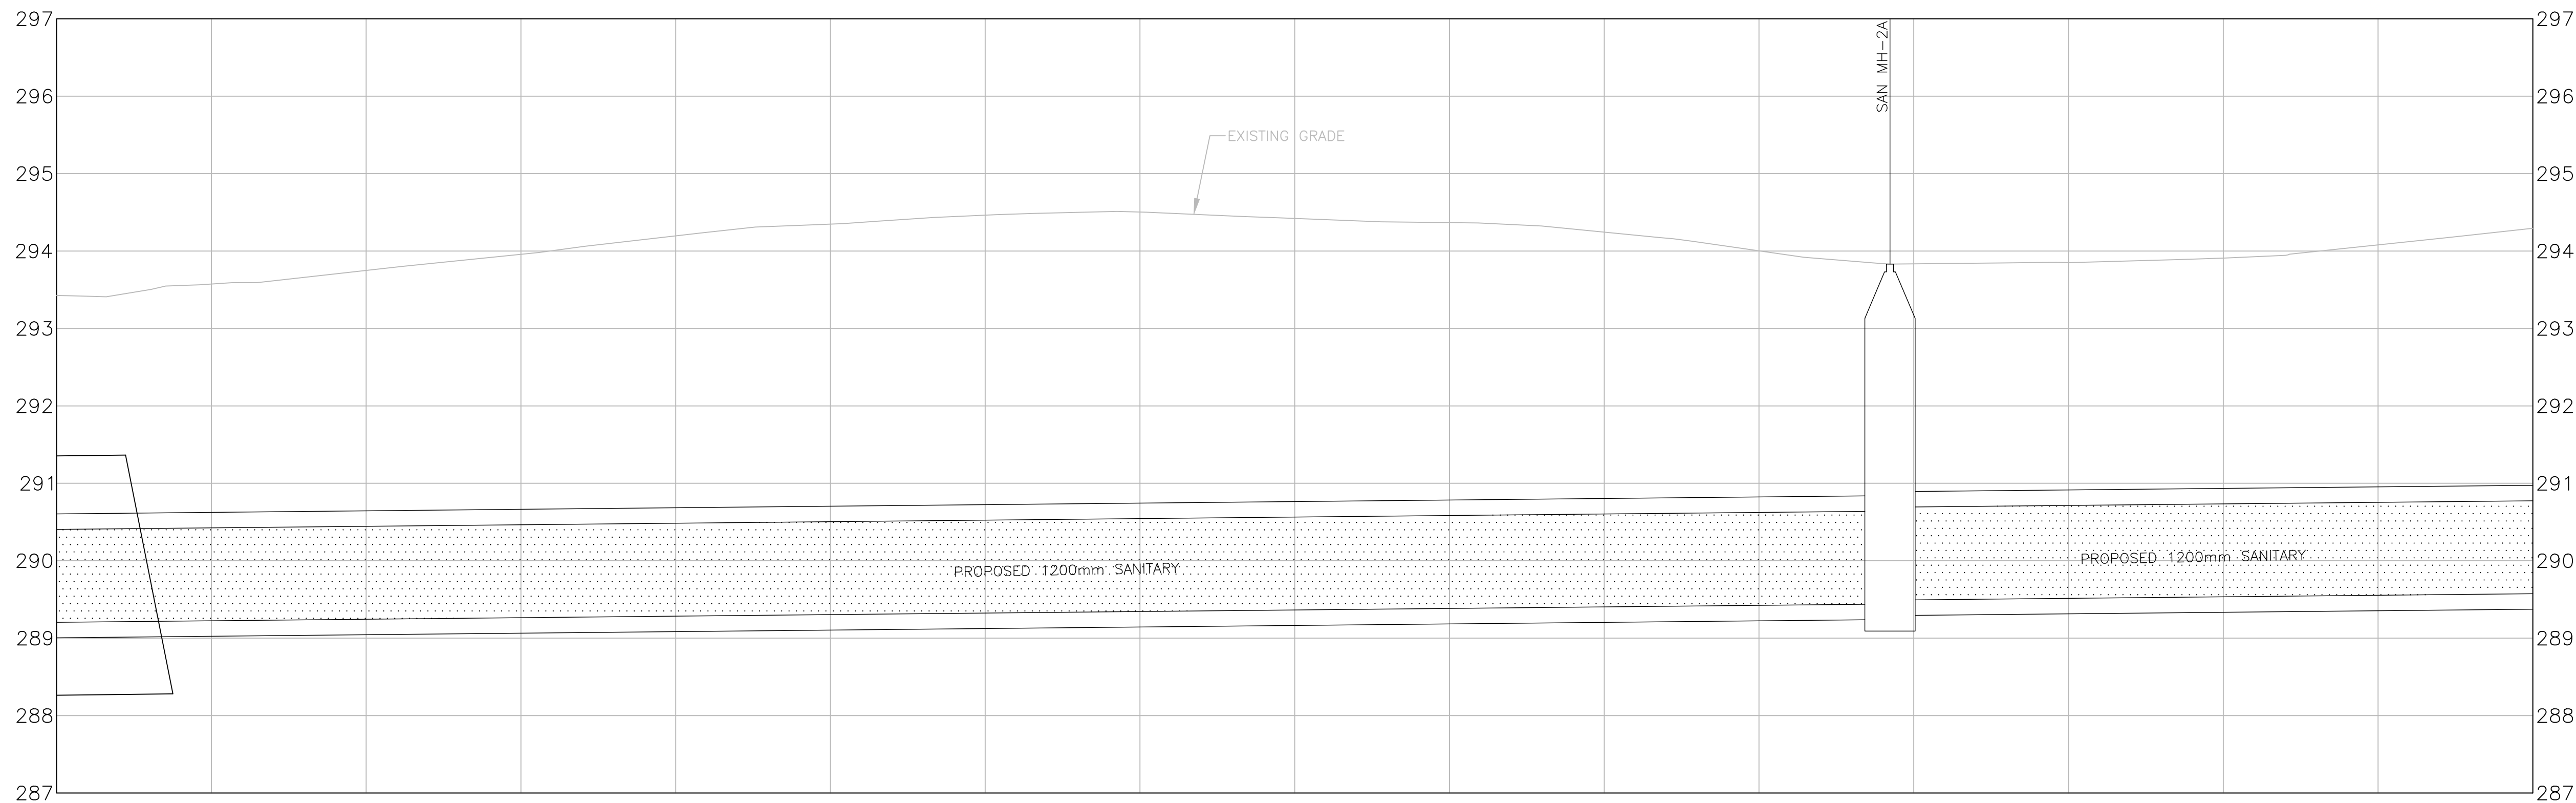 297 297
SAN MH-2A
296 296
EXISTING GRADE
295 295
294 294
293 293
292 292
291 291
290 290
PROPOSED 1200mm SANITARY
PROPOSED 1200mm SANITARY
289 289
288 288
287 287